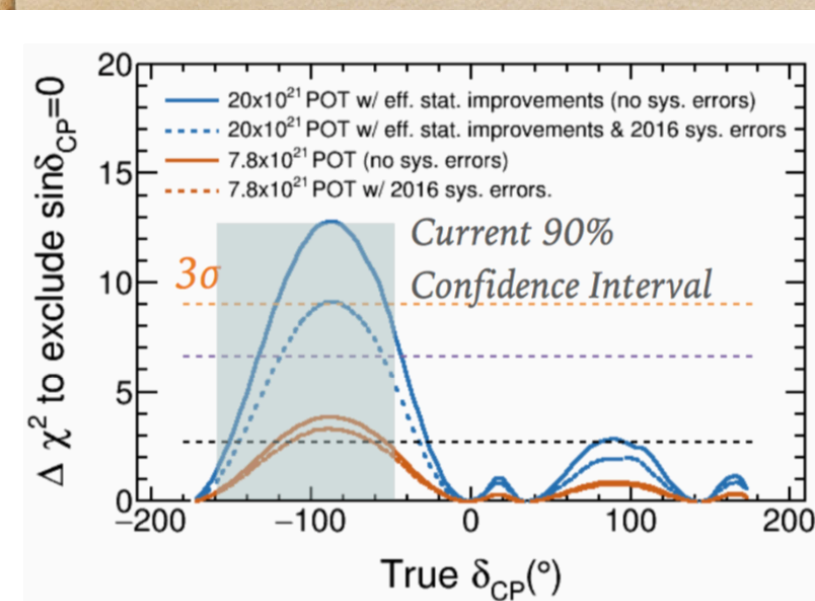 20
20x10²¹ POT w/ eff. stat. improvements (no sys. errors)
20x10²¹ POT w/ eff. stat. improvements & 2016 sys. errors
7.8x10²¹ POT (no sys. errors)
7.8x10²¹ POT w/ 2016 sys. errors.
15
Current 90%
Confidence Interval
3σ
10
5
0
Δ χ² to exclude sinδCP=0
−200 −100 0 100 200
True δCP(°)